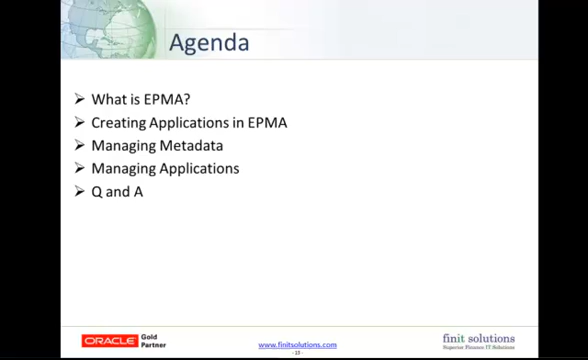 Agenda
What is EPMA?
Creating Applications in EPMA
Managing Metadata
Managing Applications
Q and A
ORACLE Gold
Partner
www.finitsolutions.com
finit solutions
Superior Finance IT Solutions